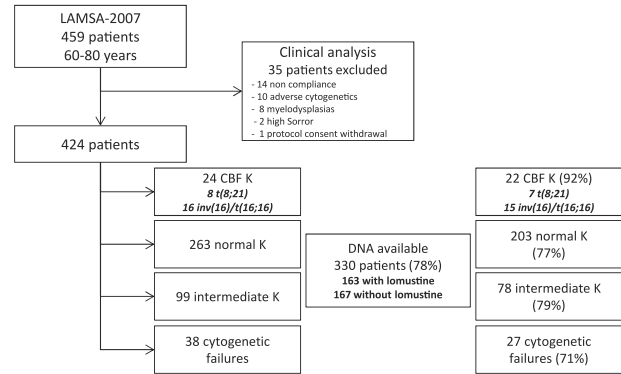 LAMSA-2007
459 patients
60-80 years
Clinical analysis
35 patients excluded
- 14 non compliance
- 10 adverse cytogenetics
- 8 myelodysplasias
- 2 high Sorror
- 1 protocol consent withdrawal
424 patients
24 CBF K
8 t(8;21)
16 inv(16)/t(16;16)
263 normal K
99 intermediate K
38 cytogenetic
failures
DNA available
330 patients (78%)
163 with lomustine
167 without lomustine
22 CBF K (92%)
7 t(8;21)
15 inv(16)/t(16;16)
203 normal K
(77%)
78 intermediate K
(79%)
27 cytogenetic
failures (71%)